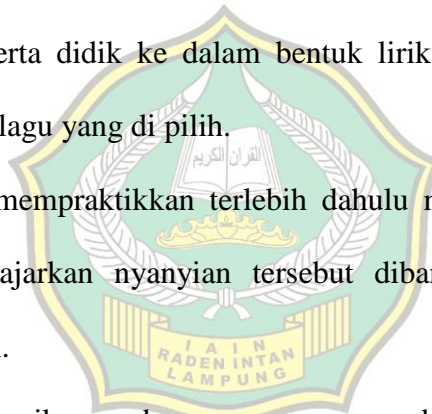 erta didik ke dalam bentuk lirik
lagu yang di pilih.
القرآن الكريم
mempraktikkan terlebih dahulu
ajarkan nyanyian tersebut diba
I A I N
RADEN INTAN
LAMPUNG